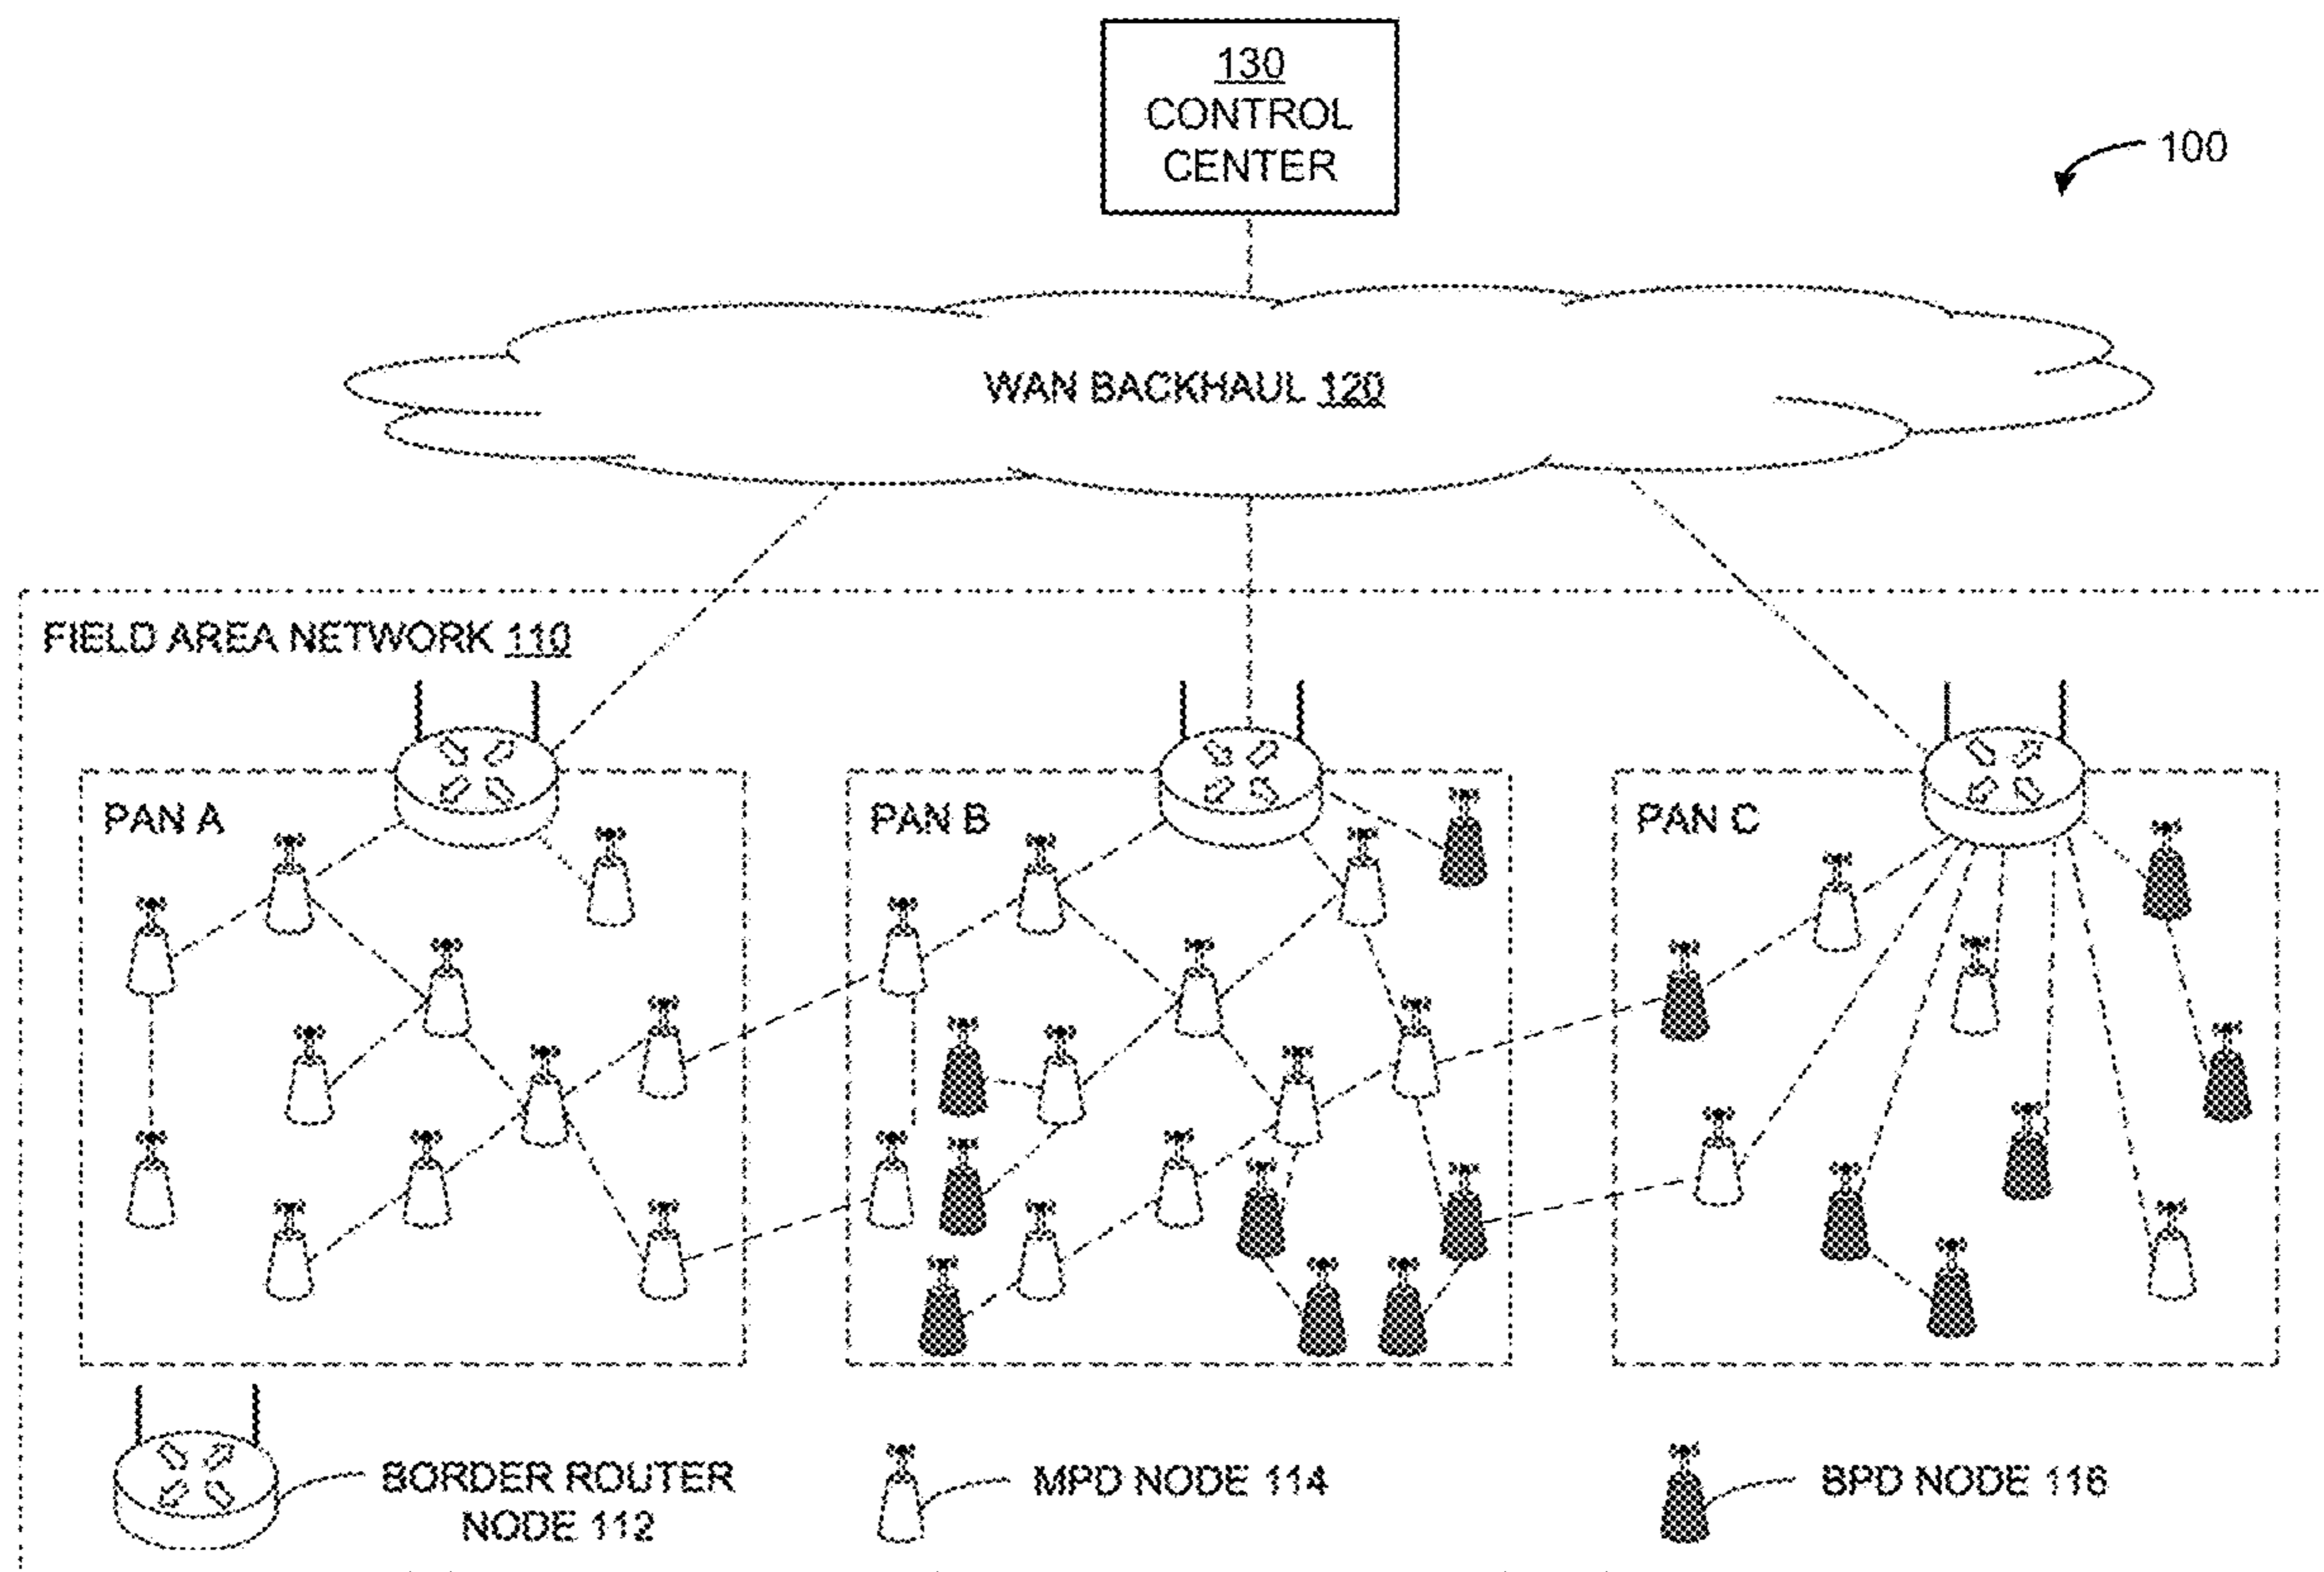 130
CONTROL
CENTER
100
WAN BACKHAUL 120
FIELD AREA NETWORK 110
PAN A
PAN B
PAN C
BORDER ROUTER
NODE 112
MPD NODE 114
BPD NODE 116